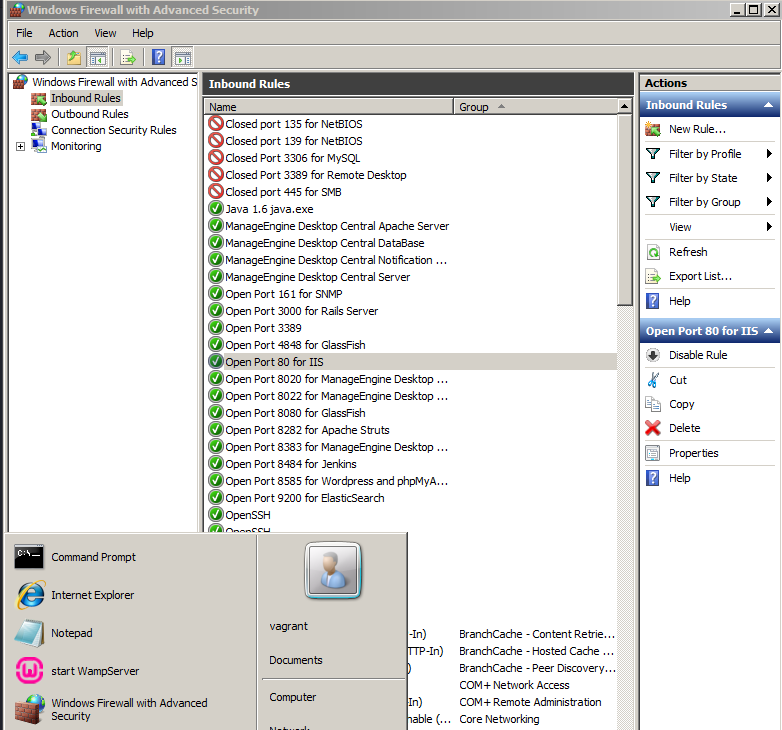 Windows Firewall with Advanced Security
File Action View Help
Windows Firewall with Advanced S
Inbound Rules
Outbound Rules
Connection Security Rules
Monitoring
Inbound Rules
Name Group
Closed port 135 for NetBIOS
Closed port 139 for NetBIOS
Closed Port 3306 for MySQL
Closed Port 3389 for Remote Desktop
Closed port 445 for SMB
Java 1.6 java.exe
ManageEngine Desktop Central Apache Server
ManageEngine Desktop Central DataBase
ManageEngine Desktop Central Notification ...
ManageEngine Desktop Central Server
Open Port 161 for SNMP
Open Port 3000 for Rails Server
Open Port 3389
Open Port 4848 for GlassFish
Open Port 80 for IIS
Open Port 8020 for ManageEngine Desktop ...
Open Port 8022 for ManageEngine Desktop ...
Open Port 8080 for GlassFish
Open Port 8282 for Apache Struts
Open Port 8383 for ManageEngine Desktop ...
Open Port 8484 for Jenkins
Open Port 8585 for Wordpress and phpMyA...
Open Port 9200 for ElasticSearch
OpenSSH
OpenSSH
-In) BranchCache - Content Retrie...
TTP-In) BranchCache - Hosted Cache ...
) BranchCache - Peer Discovery...
COM+ Network Access
In) COM+ Remote Administration
hable (... Core Networking
Actions
Inbound Rules
New Rule...
Filter by Profile
Filter by State
Filter by Group
View
Refresh
Export List...
Help
Open Port 80 for IIS
Disable Rule
Cut
Copy
Delete
Properties
Help
Command Prompt
Internet Explorer
Notepad
start WampServer
Windows Firewall with Advanced
Security
vagrant
Documents
Computer
Network